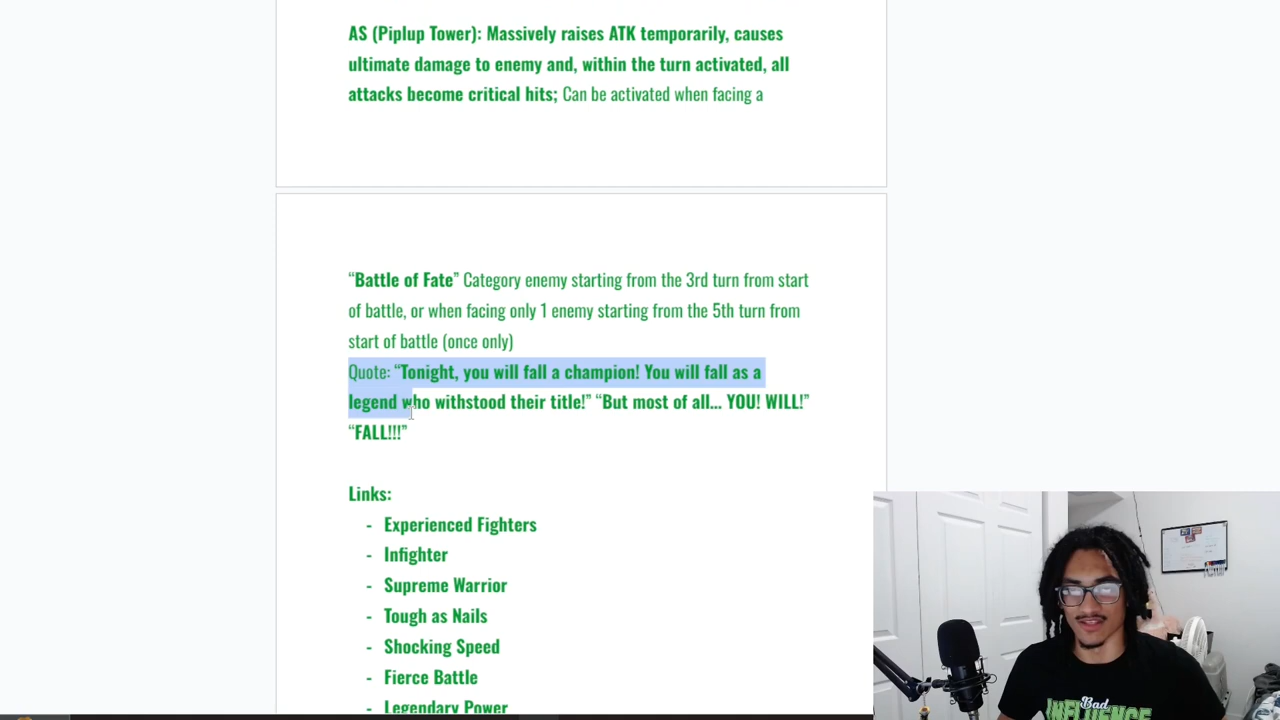 AS (Piplup Tower): Massively raises ATK temporarily, causes
ultimate damage to enemy and, within the turn activated, all
attacks become critical hits; Can be activated when facing a
“Battle of Fate” Category enemy starting from the 3rd turn from start
of battle, or when facing only 1 enemy starting from the 5th turn from
start of battle (once only)
Quote: “Tonight, you will fall a champion! You will fall as a
legend who withstood their title!” “But most of all... YOU! WILL!”
“FALL!!!”
Links:
- Experienced Fighters
- Infighter
- Supreme Warrior
- Tough as Nails
- Shocking Speed
- Fierce Battle
- Legendary Power
Bad
INFLUENCE